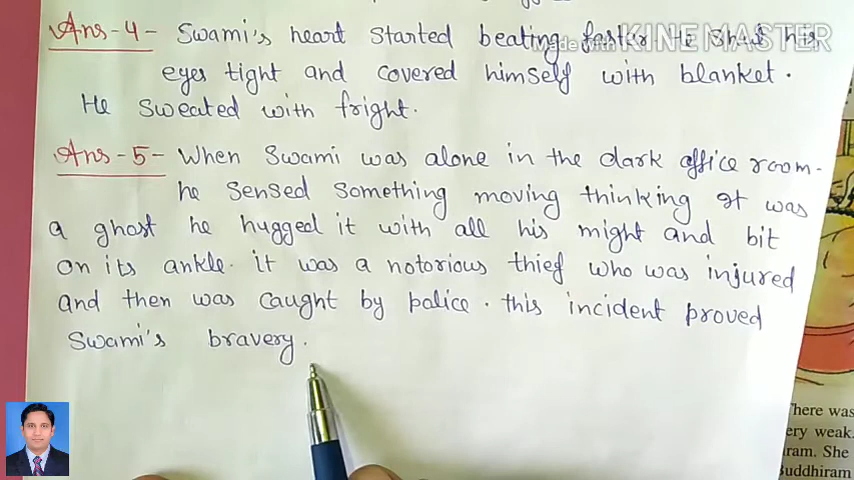 Ans-4- Swami's heart started beating faster He shut his
Made with KINEMASTER
eyes tight and covered himself with blanket.
He sweated with fright.
Ans-5- When Swami was alone in the dark office room.
he sensed something moving thinking It was
a ghost he hugged it with all his might and bit
on its ankle. it was a notorious thief who was injured
and then was caught by police. this incident proved
Swami's bravery.
There was
ery weak.
ram. She
Buddhiram